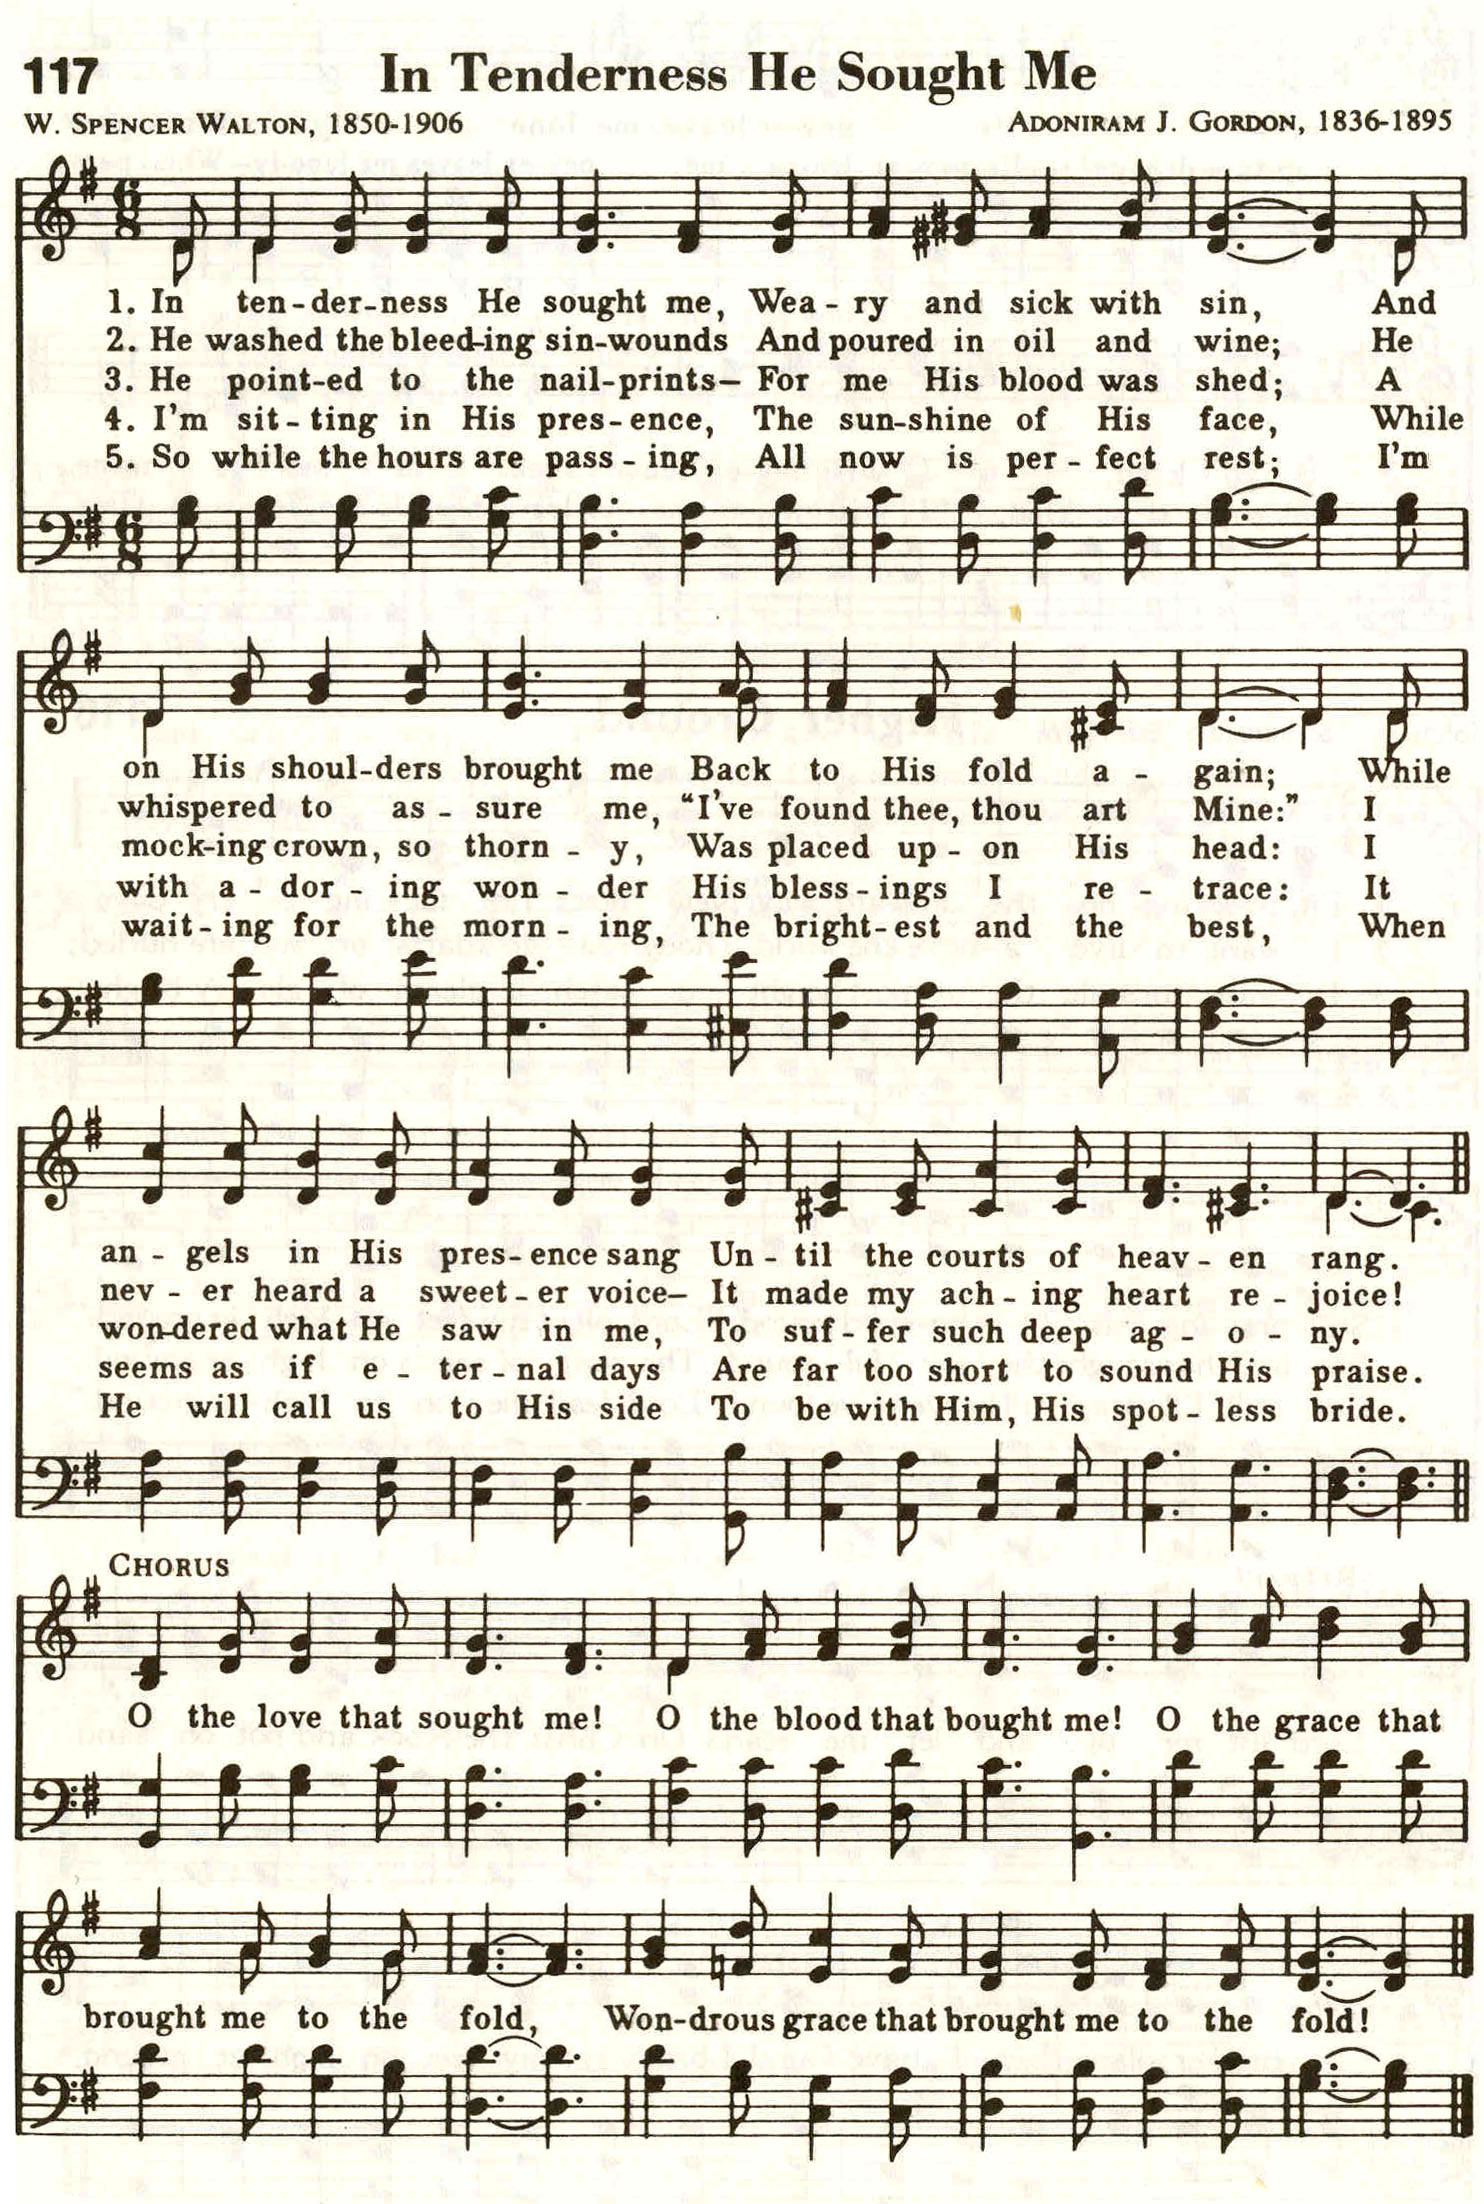 117 In Tenderness He Sought Me
W. Spencer Walton, 1850-1906 Adoniram J. Gordon, 1836-1895
1. In ten-der-ness He sought me, Wea-ry and sick with sin, And
2. He washed the bleed-ing sin-wounds And poured in oil and wine; He
3. He point-ed to the nail-prints– For me His blood was shed; A
4. I'm sit-ting in His pres-ence, The sun-shine of His face, While
5. So while the hours are pass-ing, All now is per-fect rest; I'm
on His shoul-ders brought me Back to His fold a-gain; While
whispered to as-sure me, “I've found thee, thou art Mine:” I
mock-ing crown, so thorn-y, Was placed up-on His head: I
with a-dor-ing won-der His bless-ings I re-trace: It
wait-ing for the morn-ing, The bright-est and the best, When
an-gels in His pres-ence sang Un-til the courts of heav-en rang.
nev-er heard a sweet-er voice– It made my ach-ing heart re-joice!
won-dered what He saw in me, To suf-fer such deep ag-o-ny.
seems as if e-ter-nal days Are far too short to sound His praise.
He will call us to His side To be with Him, His spot-less bride.
Chorus
O the love that sought me! O the blood that bought me! O the grace that
brought me to the fold, Won-drous grace that brought me to the fold!